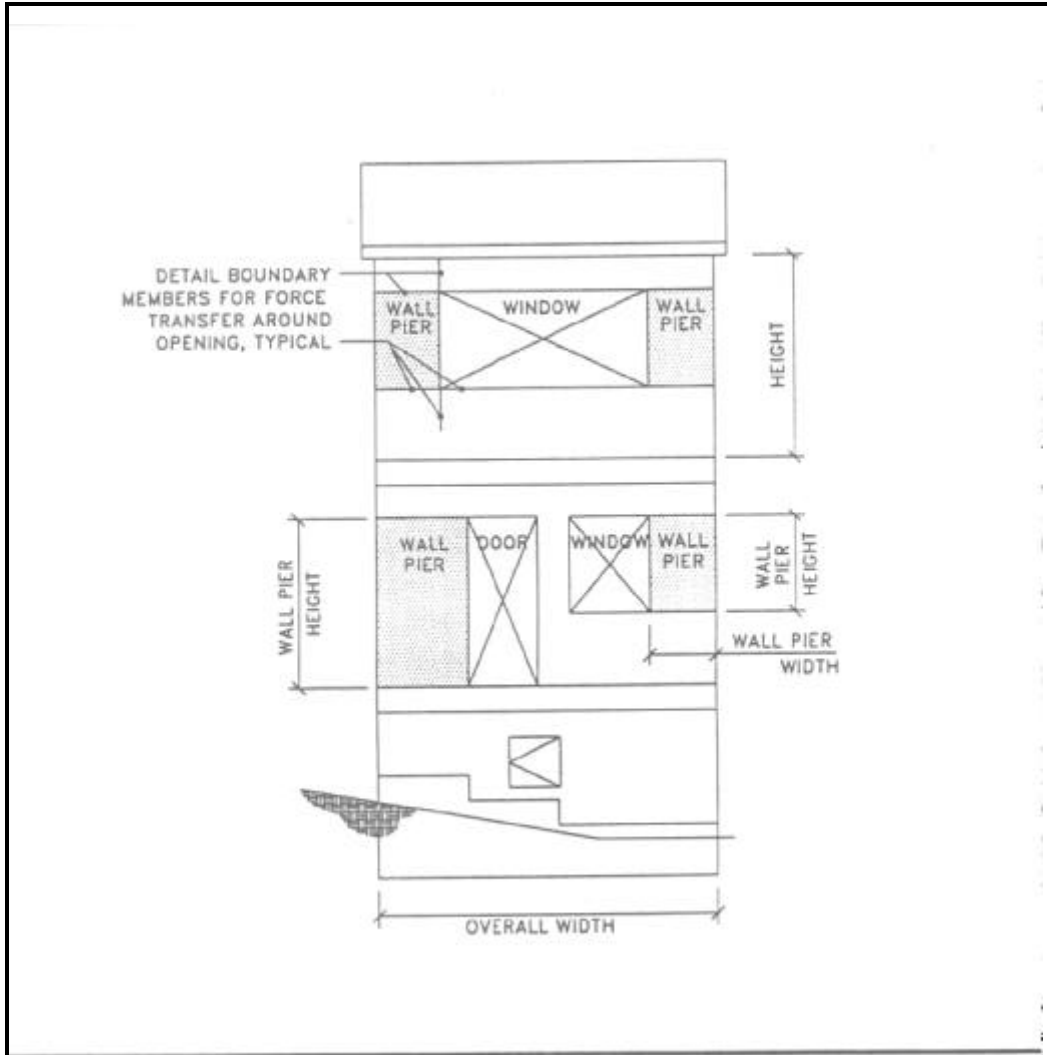 DETAIL BOUNDARY
MEMBERS FOR FORCE
TRANSFER AROUND
OPENING, TYPICAL
WALL
PIER
WINDOW
WALL
PIER
HEIGHT
WALL PIER
HEIGHT
WALL
PIER
DOOR
WINDOW
WALL
PIER
WALL
PIER
HEIGHT
WALL PIER
WIDTH
OVERALL WIDTH